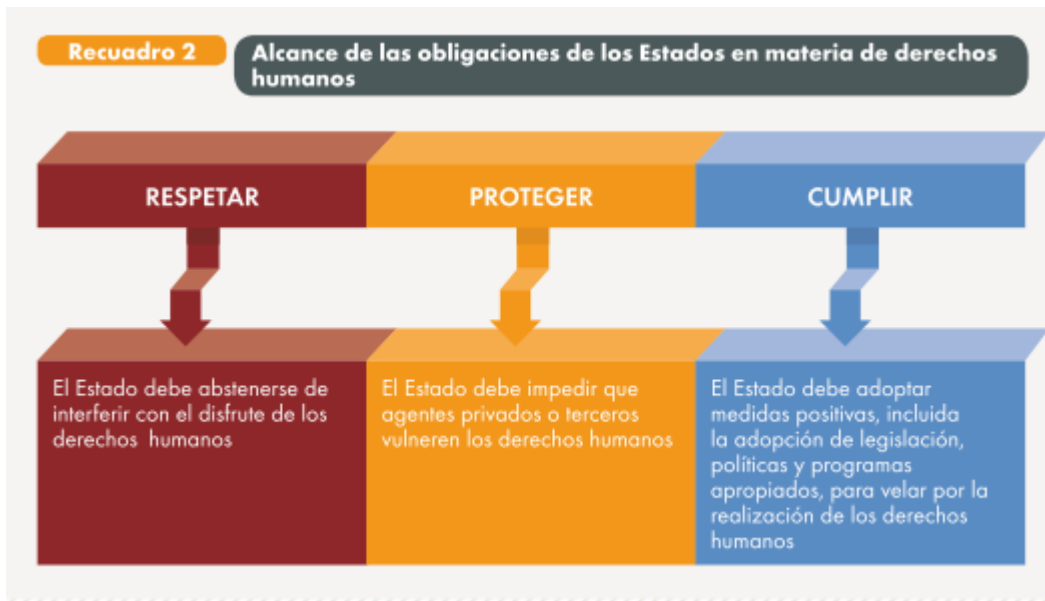 Recuadro 2
Alcance de las obligaciones de los Estados en materia de derechos
humanos
RESPETAR
PROTEGER
CUMPLIR
El Estado debe abstenerse de
interferir con el disfrute de los
derechos humanos
El Estado debe impedir que
agentes privados o terceros
vulneren los derechos humanos
El Estado debe adoptar
medidas positivas, incluida
la adopción de legislación,
políticas y programas
apropiados, para velar por la
realización de los derechos
humanos